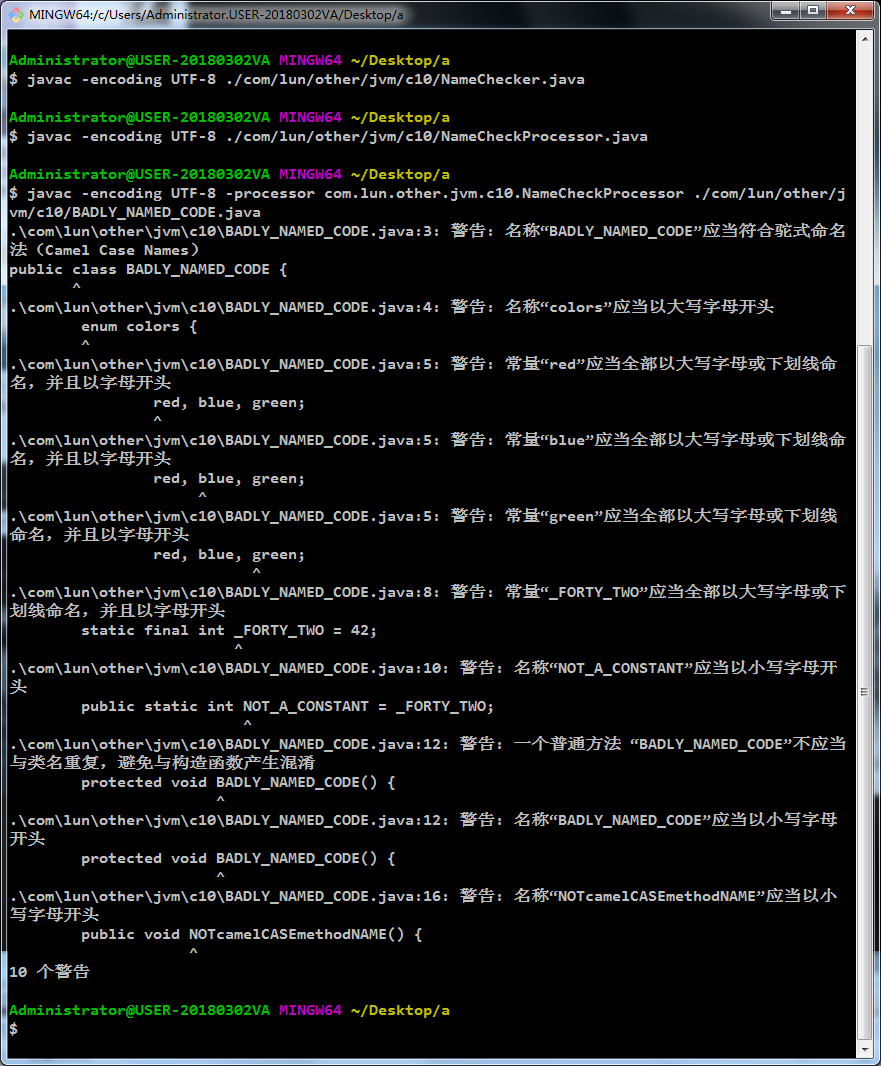 MINGW64:/c/Users/Administrator.USER-20180302VA/Desktop/a
Administrator@USER-20180302VA MINGW64 ~/Desktop/a
$ javac -encoding UTF-8 ./com/lun/other/jvm/c10/NameChecker.java
Administrator@USER-20180302VA MINGW64 ~/Desktop/a
$ javac -encoding UTF-8 ./com/lun/other/jvm/c10/NameCheckProcessor.java
Administrator@USER-20180302VA MINGW64 ~/Desktop/a
$ javac -encoding UTF-8 -processor com.lun.other.jvm.c10.NameCheckProcessor ./com/lun/other/j
vm/c10/BADLY_NAMED_CODE.java
.\com\lun\other\jvm\c10\BADLY_NAMED_CODE.java:3: 警告: 名称“BADLY_NAMED_CODE”应当符合驼式命名
法（Camel Case Names）
public class BADLY_NAMED_CODE {
       ^
.\com\lun\other\jvm\c10\BADLY_NAMED_CODE.java:4: 警告: 名称“colors”应当以大写字母开头
        enum colors {
        ^
.\com\lun\other\jvm\c10\BADLY_NAMED_CODE.java:5: 警告: 常量“red”应当全部以大写字母或下划线命
名，并且以字母开头
                red, blue, green;
                ^
.\com\lun\other\jvm\c10\BADLY_NAMED_CODE.java:5: 警告: 常量“blue”应当全部以大写字母或下划线命
名，并且以字母开头
                red, blue, green;
                     ^
.\com\lun\other\jvm\c10\BADLY_NAMED_CODE.java:5: 警告: 常量“green”应当全部以大写字母或下划线
命名，并且以字母开头
                red, blue, green;
                           ^
.\com\lun\other\jvm\c10\BADLY_NAMED_CODE.java:8: 警告: 常量“_FORTY_TWO”应当全部以大写字母或下
划线命名，并且以字母开头
        static final int _FORTY_TWO = 42;
                         ^
.\com\lun\other\jvm\c10\BADLY_NAMED_CODE.java:10: 警告: 名称“NOT_A_CONSTANT”应当以小写字母开
头
        public static int NOT_A_CONSTANT = _FORTY_TWO;
                          ^
.\com\lun\other\jvm\c10\BADLY_NAMED_CODE.java:12: 警告: 一个普通方法 “BADLY_NAMED_CODE”不应当
与类名重复，避免与构造函数产生混淆
        protected void BADLY_NAMED_CODE() {
                       ^
.\com\lun\other\jvm\c10\BADLY_NAMED_CODE.java:12: 警告: 名称“BADLY_NAMED_CODE”应当以小写字母
开头
        protected void BADLY_NAMED_CODE() {
                       ^
.\com\lun\other\jvm\c10\BADLY_NAMED_CODE.java:16: 警告: 名称“NOTcamelCASEmethodNAME”应当以小
写字母开头
        public void NOTcamelCASEmethodNAME() {
                    ^
10 个警告
Administrator@USER-20180302VA MINGW64 ~/Desktop/a
$